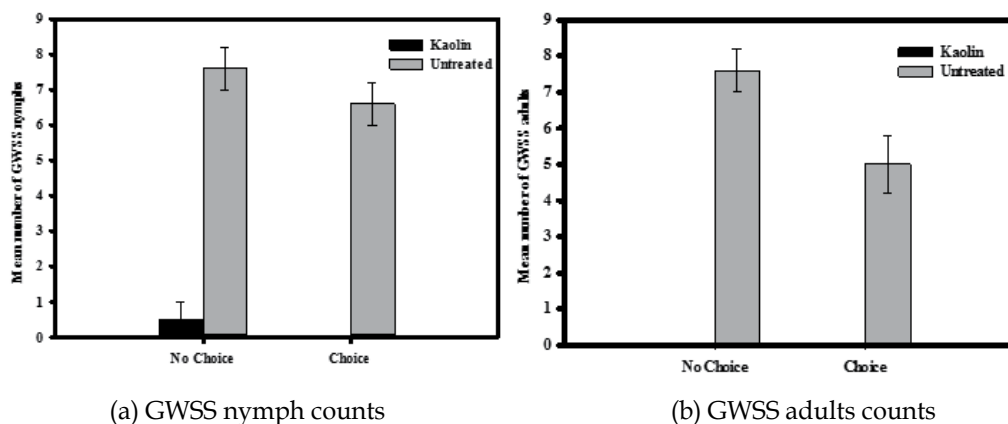 Mean number of GWSS nymphs
9
8
7
6
5
4
3
2
1
0
Kaolin
Untreated
No Choice Choice
(a) GWSS nymph counts
Mean number of GWSS adults
9
8
7
6
5
4
3
2
1
0
Kaolin
Untreated
No Choice Choice
(b) GWSS adults counts